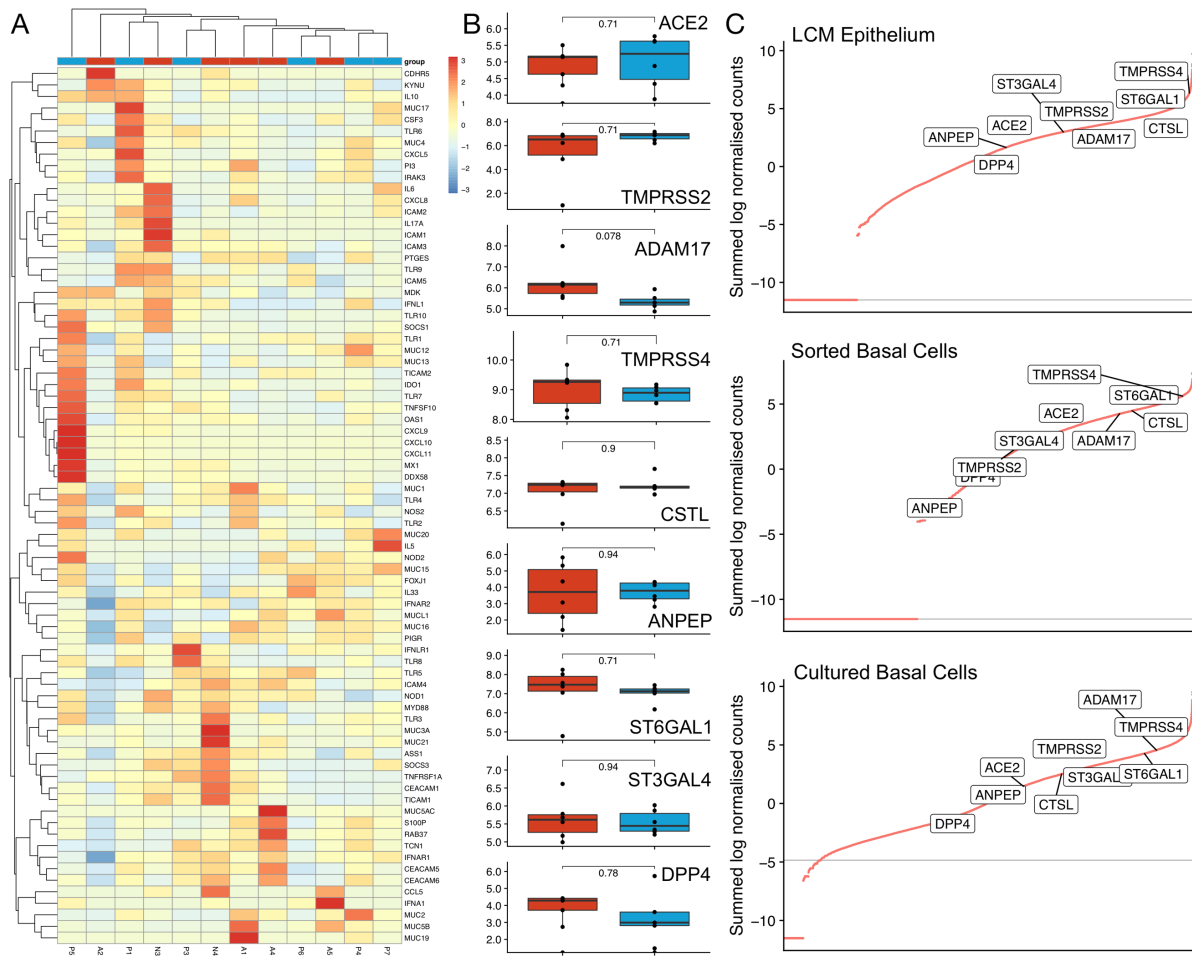 A
group
CDHR5
KYNU
IL10
MUC17
CSF3
TLR6
MUC4
CXCL5
PI3
IRAK3
IL6
CXCL8
ICAM2
IL17A
ICAM1
ICAM3
PTGES
TLR9
ICAM5
MDK
IFNL1
TLR10
SOCS1
TLR1
MUC12
MUC13
TICAM2
IDO1
TLR7
TNFSF10
OAS1
CXCL9
CXCL10
CXCL11
MX1
DDX58
MUC1
TLR4
NOS2
TLR2
MUC20
IL5
NOD2
MUC15
FOXJ1
IL33
IFNAR2
MUCL1
MUC16
PIGR
IFNLR1
TLR8
TLR5
ICAM4
NOD1
MYD88
TLR3
MUC3A
MUC21
ASS1
SOCS3
TNFRSF1A
CEACAM1
TICAM1
MUC5AC
S100P
RAB37
TCN1
IFNAR1
CEACAM5
CEACAM6
CCL5
IFNA1
MUC2
MUC5B
MUC19
P5 A2 P1 N3 P3 N4 A1 A4 P6 A5 P4 P7
3
2
1
0
−1
−2
−3
B
ACE2
0.71
6.0
5.5
5.0
4.5
4.0
TMPRSS2
0.71
8.0
6.0
4.0
2.0
ADAM17
0.078
8.0
7.0
6.0
5.0
TMPRSS4
0.71
10.0
9.0
8.0
CSTL
0.9
8.5
8.0
7.5
7.0
6.5
ANPEP
0.94
6.0
5.0
4.0
3.0
2.0
ST6GAL1
0.71
9.0
8.0
7.0
6.0
5.0
ST3GAL4
0.94
7.0
6.5
6.0
5.5
5.0
DPP4
0.78
6.0
5.0
4.0
3.0
2.0
C
LCM Epithelium
Summed log normalised counts
10
5
0
−5
−10
TMPRSS4
ST3GAL4
ST6GAL1
TMPRSS2
ACE2
CTSL
ANPEP
ADAM17
DPP4
Sorted Basal Cells
Summed log normalised counts
5
0
−5
−10
TMPRSS4
ST6GAL1
ACE2
CTSL
ST3GAL4
ADAM17
TMPRSS2
DPP4
ANPEP
Cultured Basal Cells
Summed log normalised counts
10
5
0
−5
−10
ADAM17
TMPRSS4
TMPRSS2
ACE2
ST3GAL
ST6GAL1
ANPEP
CTSL
DPP4